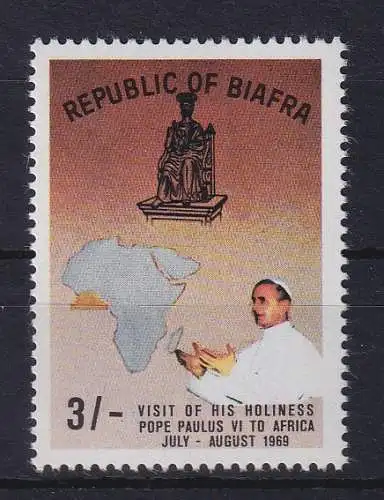 REPUBLIC OF BIAFRA
3/-
VISIT OF HIS HOLINESS
POPE PAULUS VI TO AFRICA
JULY - AUGUST 1969